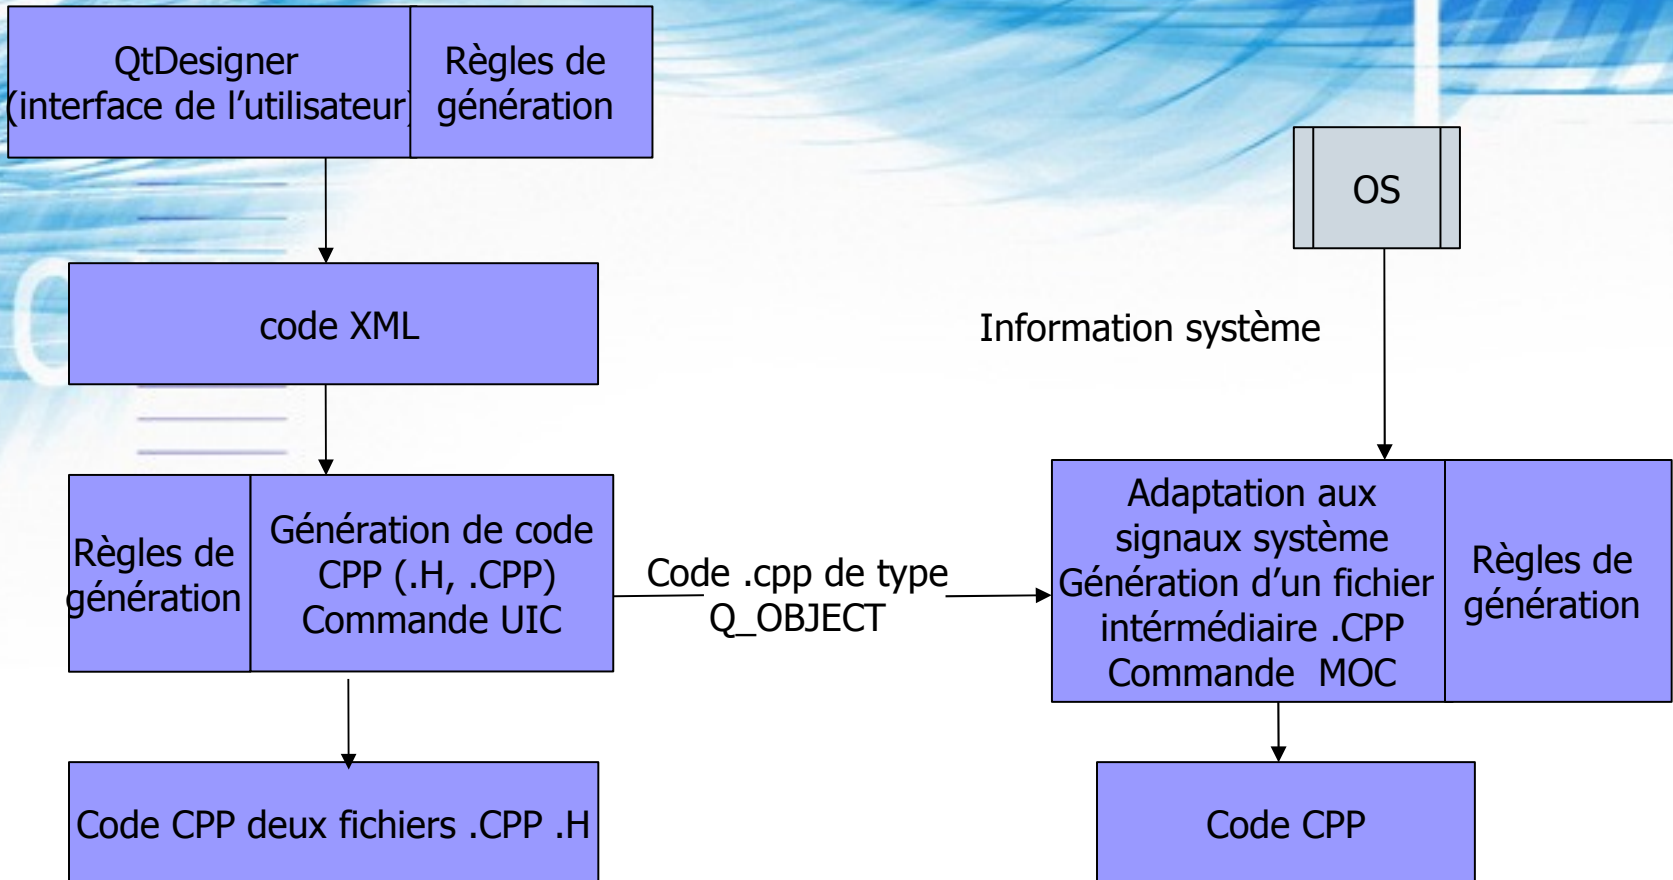 QtDesigner
(interface de l'utilisateur)
Règles de
génération
OS
code XML
Information système
Règles de
génération
Génération de code
CPP (.H, .CPP)
Commande UIC
Code .cpp de type
Q_OBJECT
Adaptation aux
signaux système
Génération d'un fichier
intérmédiaire .CPP
Commande MOC
Règles de
génération
Code CPP deux fichiers .CPP .H
Code CPP